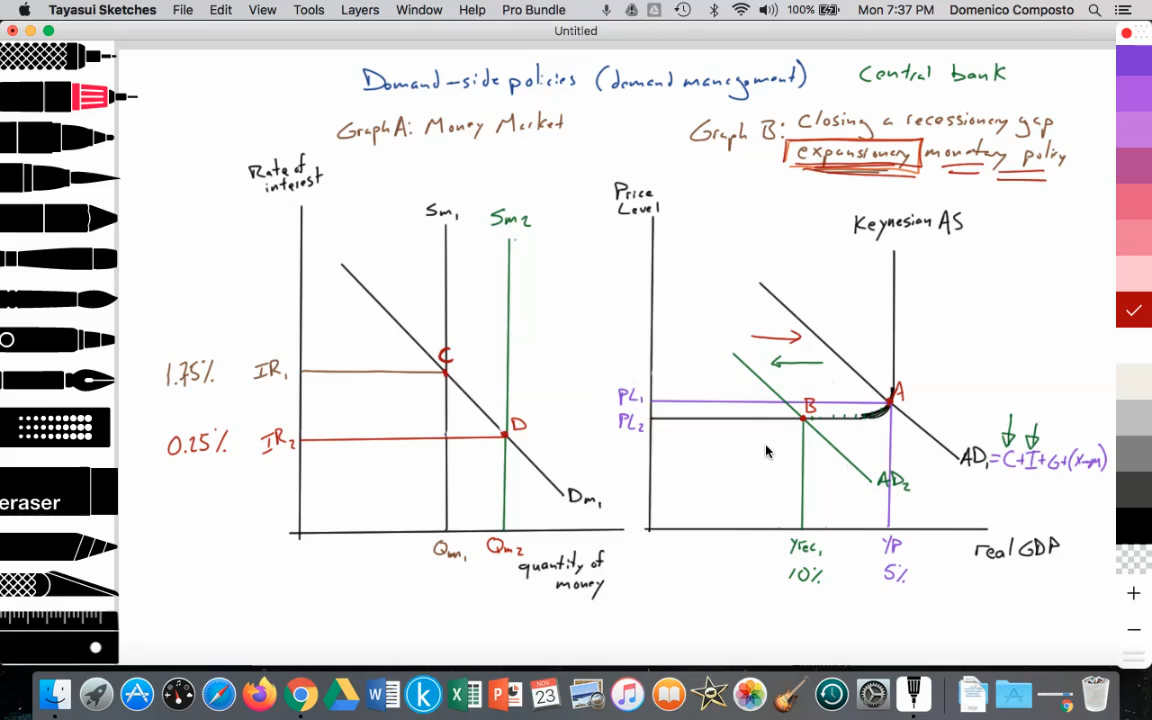 Tayasui Sketches File Edit View Tools Layers Window Help Pro Bundle 100% Mon 7:37 PM Domenico Composto
Untitled
Demand-side policies (demand management) Central bank
Graph A: Money Market
Graph B: Closing a recessionary gap
expansionary monetary policy
Rate of
interest
Sm1 Sm2
Price
Level
Keynesian AS
C
1.75% IR1
A
PL1
B
PL2
D
0.25% IR2
AD1 = C+I+G+(X-M)
AD2
Dm1
Qm1 Qm2
quantity of
money
Yrec1 YP
real GDP
10% 5%
eraser
NOV
23